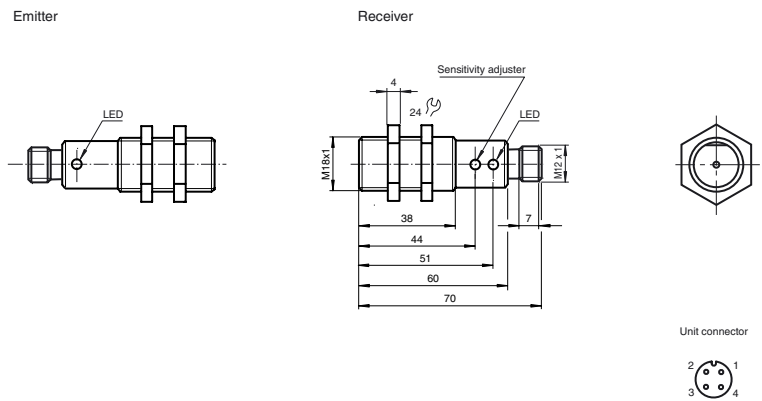 Emitter
Receiver
Sensitivity adjuster
4
24
LED
LED
M18x1
M12 x 1
38
7
44
51
60
70
Unit connector
2 1
3 4